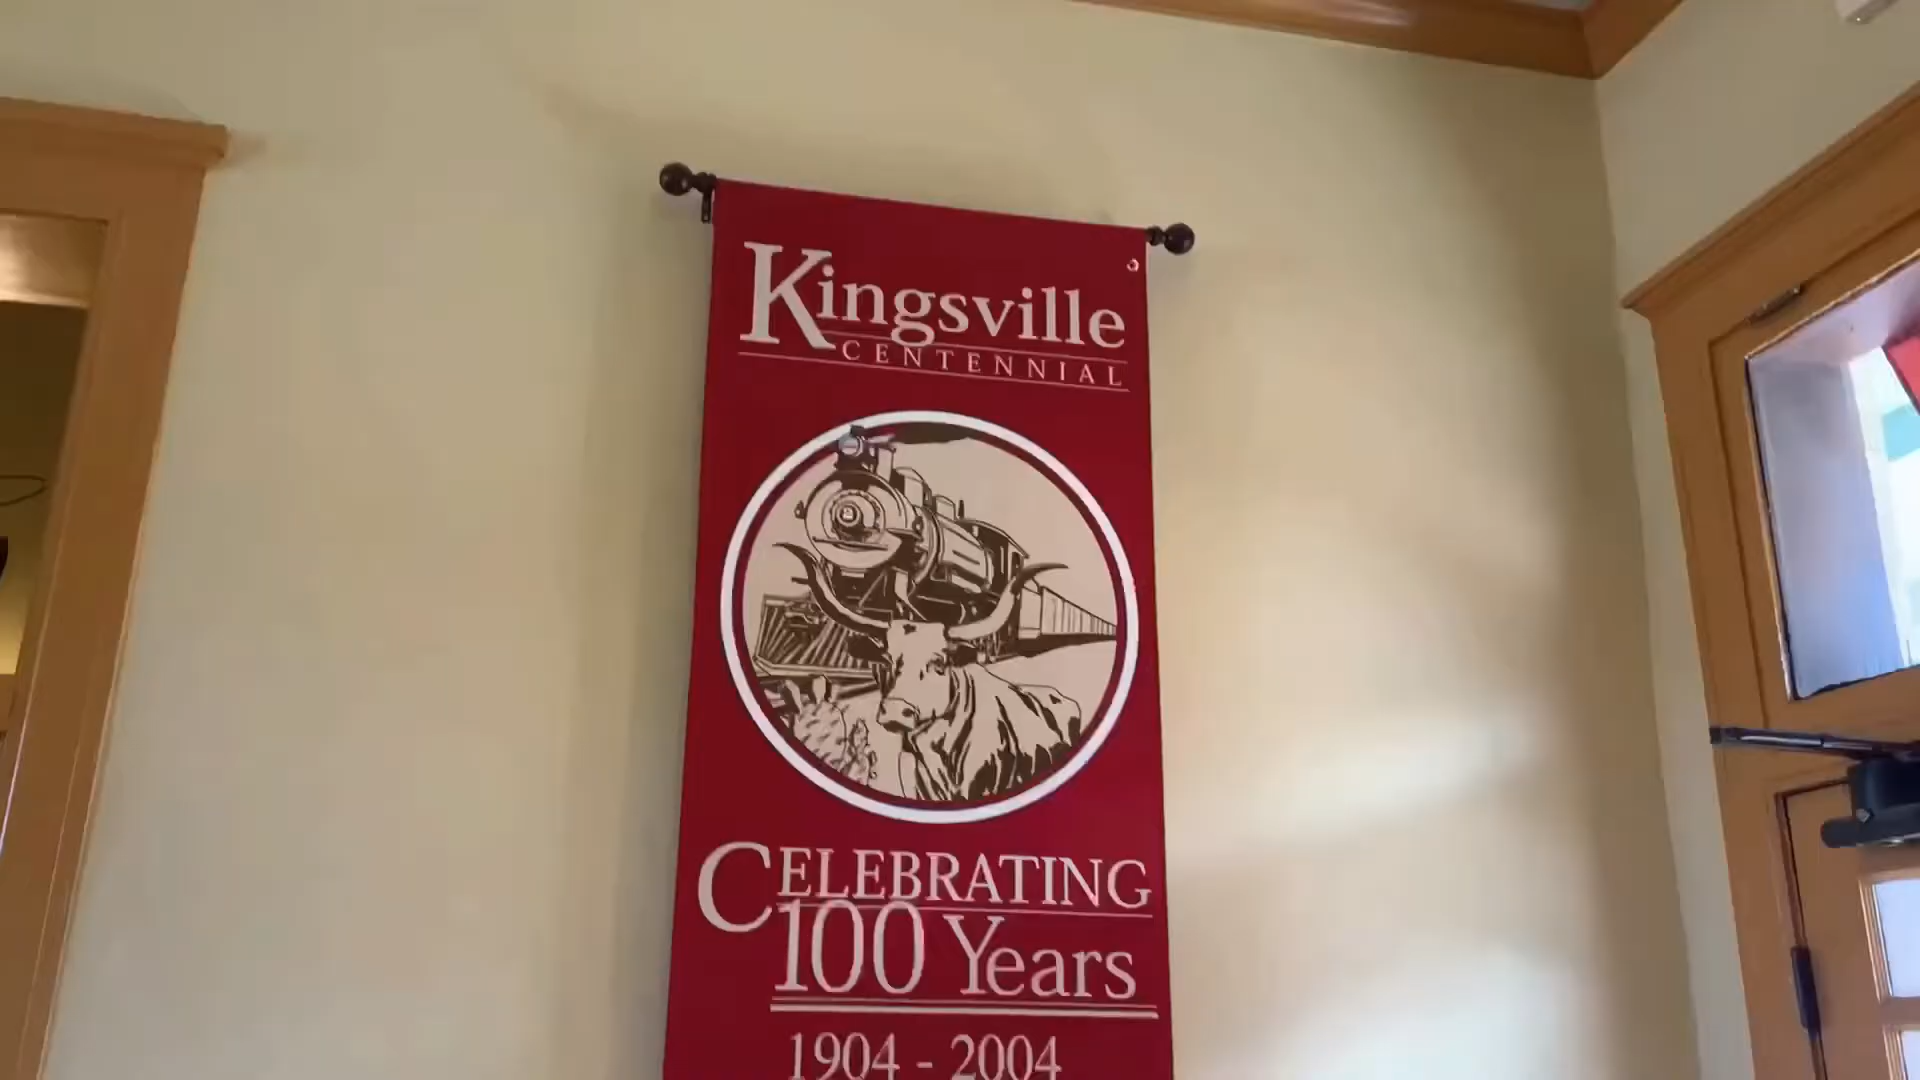 Kingsville
CENTENNIAL
CELEBRATING
100 Years
1904 - 2004